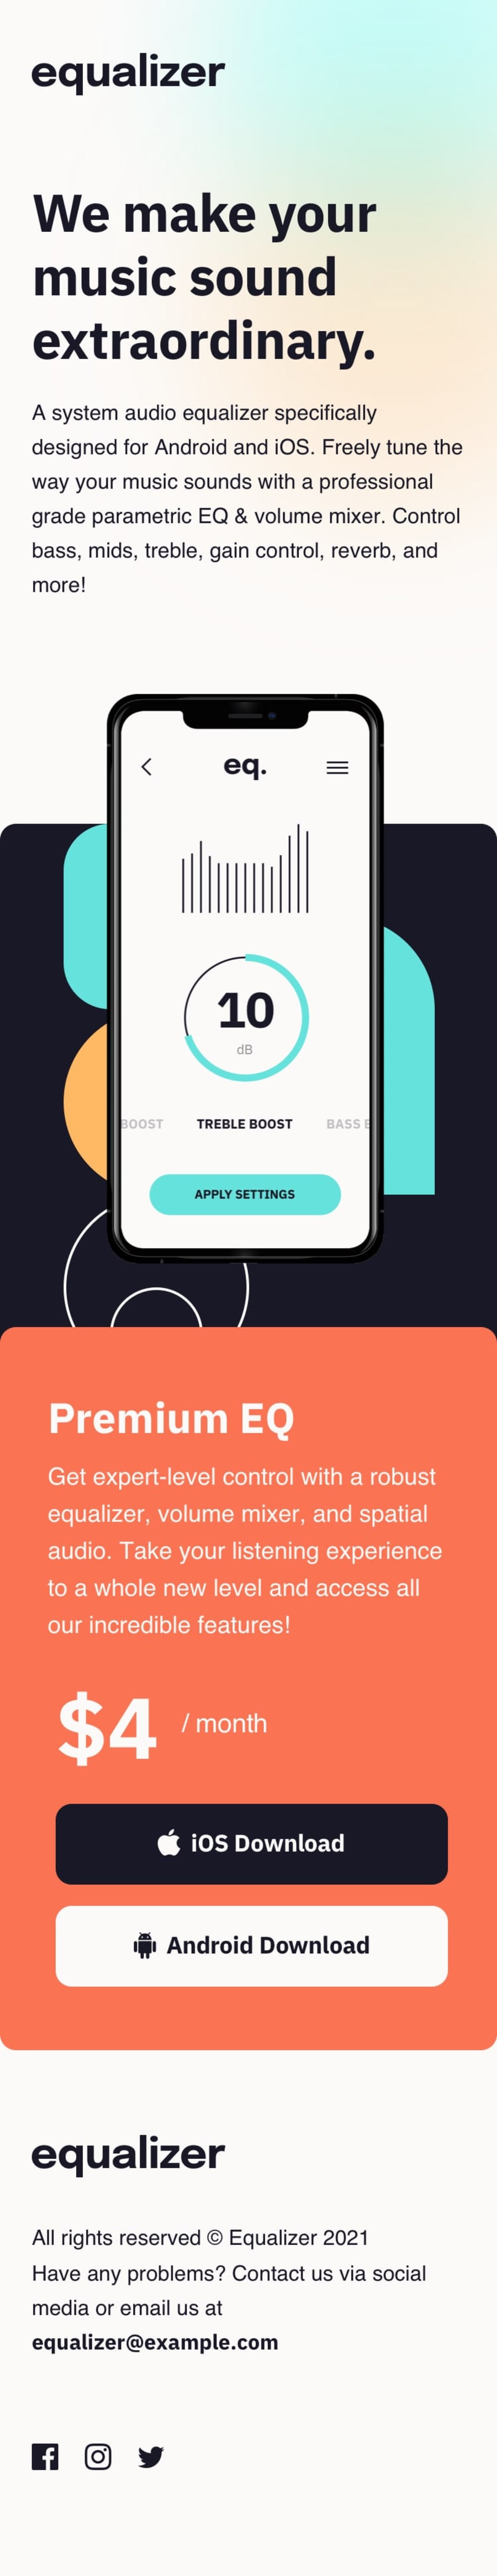 equalizer
We make your
music sound
extraordinary.
A system audio equalizer specifically
designed for Android and iOS. Freely tune the
way your music sounds with a professional
grade parametric EQ & volume mixer. Control
bass, mids, treble, gain control, reverb, and
more!
eq.
10
dB
BOOST TREBLE BOOST BASS
APPLY SETTINGS
Premium EQ
Get expert-level control with a robust
equalizer, volume mixer, and spatial
audio. Take your listening experience
to a whole new level and access all
our incredible features!
$4 / month
iOS Download
Android Download
equalizer
All rights reserved © Equalizer 2021
Have any problems? Contact us via social
media or email us at
equalizer@example.com